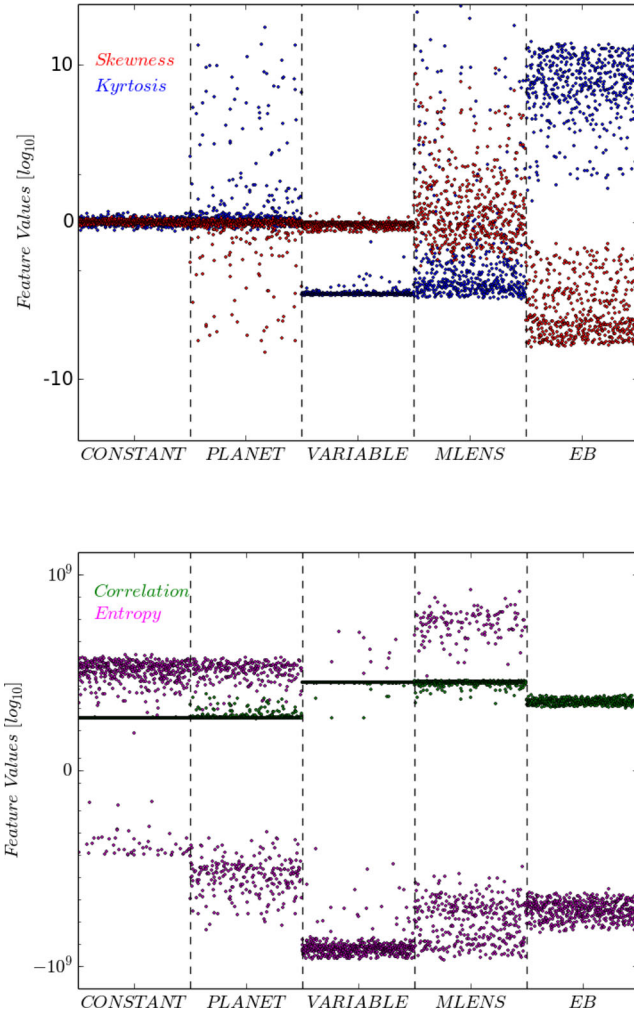 Feature Values [log10]
10
0
-10
Skewness
Kyrtosis
CONSTANT PLANET VARIABLE MLENS EB
Feature Values [log10]
10^9
0
−10^9
Correlation
Entropy
CONSTANT PLANET VARIABLE MLENS EB